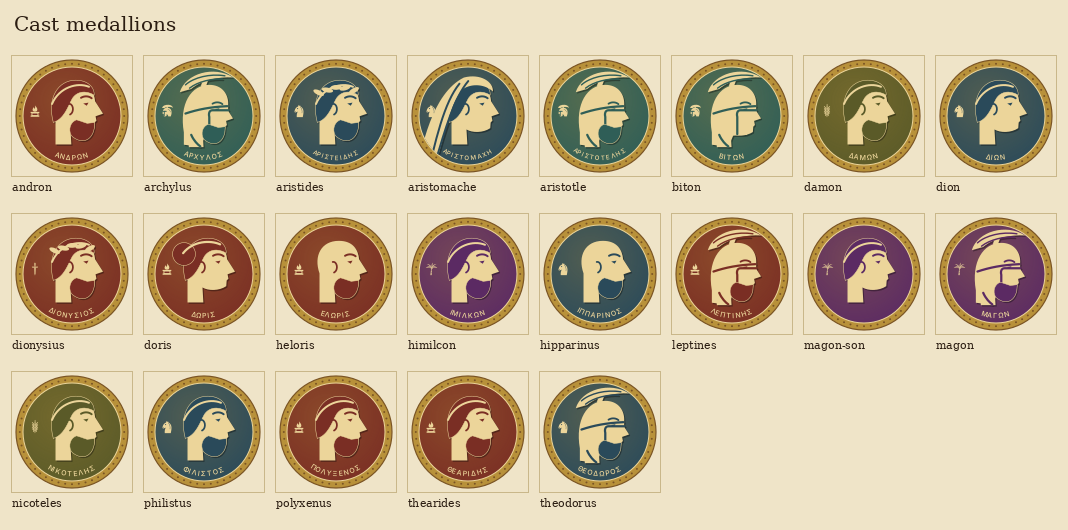 Cast medallions
ΑΝΔΡΩΝ
ΑΡΧΥΛΟΣ
ΑΡΙΣΤΕΙΔΗΣ
ΑΡΙΣΤΟΜΑΧΗ
ΑΡΙΣΤΟΤΕΛΗΣ
ΒΙΤΩΝ
ΔΑΜΩΝ
ΔΙΩΝ
andron
archylus
aristides
aristomache
aristotle
biton
damon
dion
ΔΙΟΝΥΣΙΟΣ
ΔΩΡΙΣ
ΕΛΩΡΙΣ
ΙΜΙΛΚΩΝ
ΙΠΠΑΡΙΝΟΣ
ΛΕΠΤΙΝΗΣ
ΜΑΓΩΝ
dionysius
doris
heloris
himilcon
hipparinus
leptines
magon-son
magon
ΝΙΚΟΤΕΛΗΣ
ΦΙΛΙΣΤΟΣ
ΠΟΛΥΞΕΝΟΣ
ΘΕΑΡΙΔΗΣ
ΘΕΟΔΩΡΟΣ
nicoteles
philistus
polyxenus
thearides
theodorus